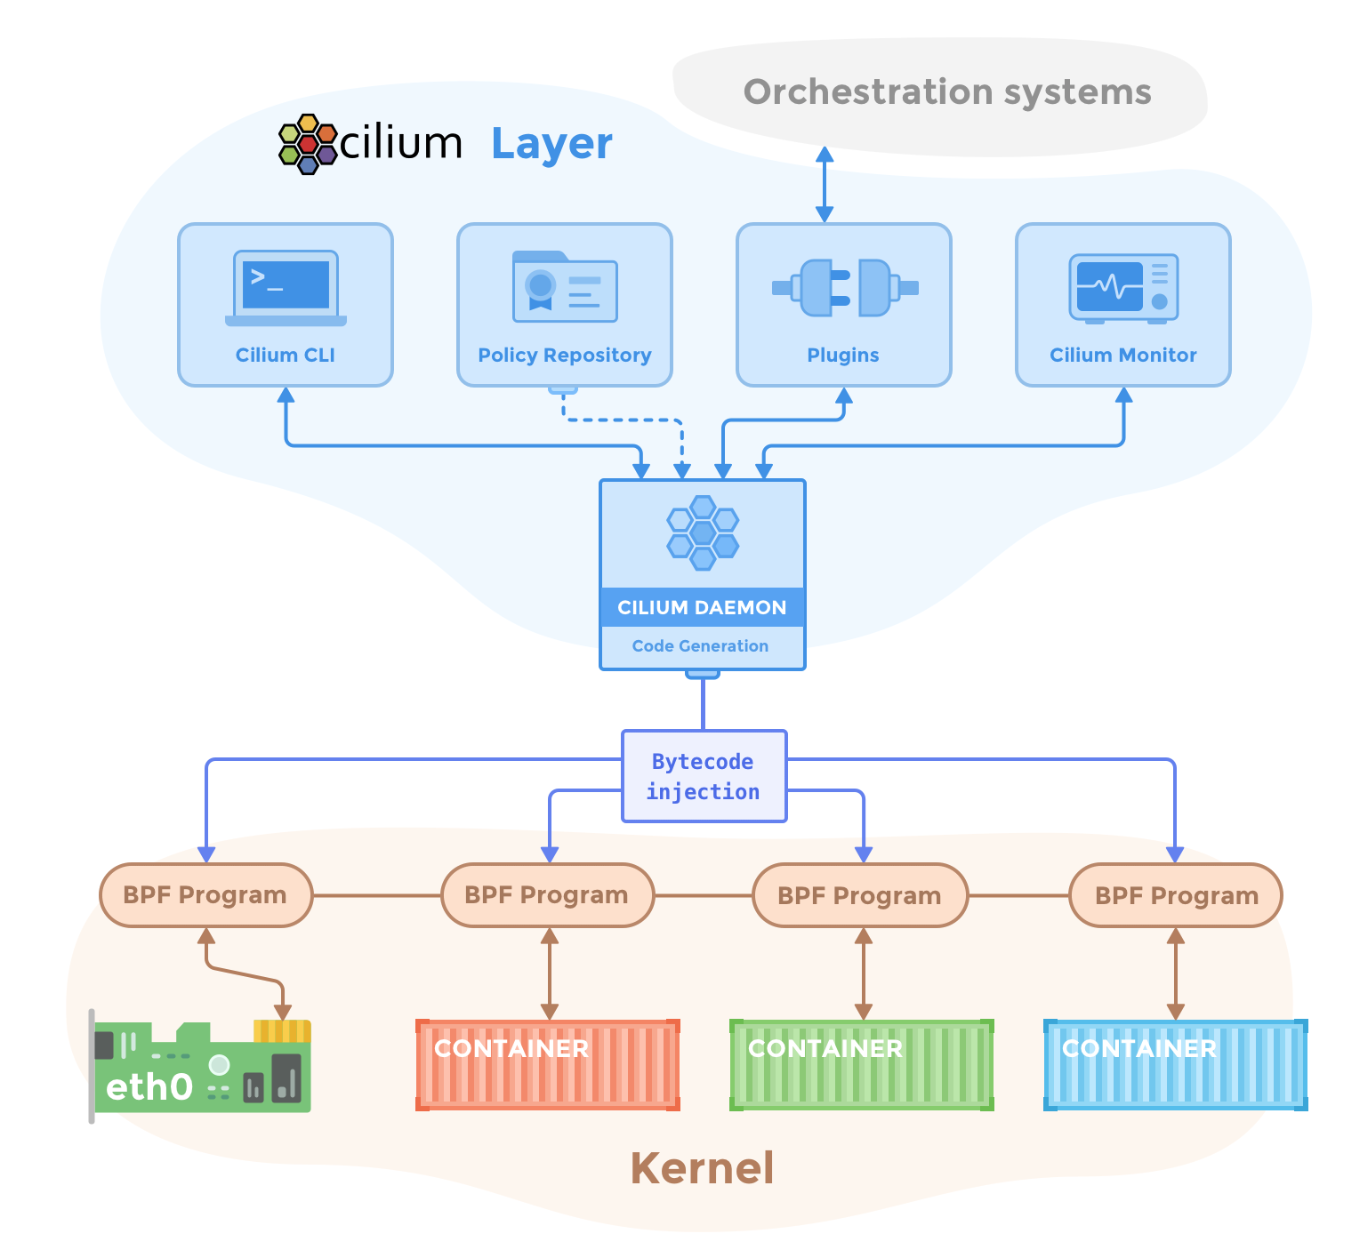 Orchestration systems
cilium Layer
>_
Cilium CLI
Policy Repository
Plugins
Cilium Monitor
CILIUM DAEMON
Code Generation
Bytecode
injection
BPF Program
BPF Program
BPF Program
BPF Program
eth0
CONTAINER
CONTAINER
CONTAINER
Kernel